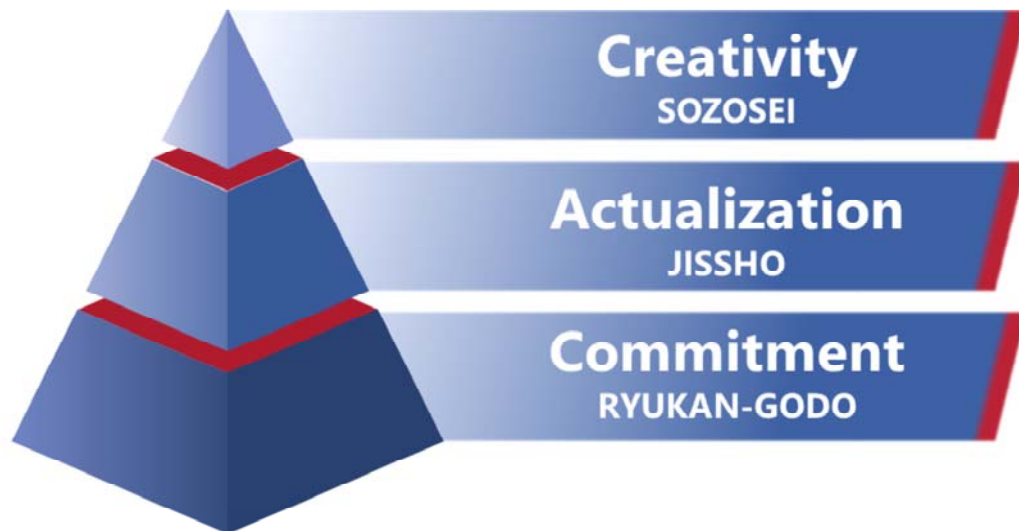 Creativity
SOZOSEI
Actualization
JISSHO
Commitment
RYUKAN-GODO